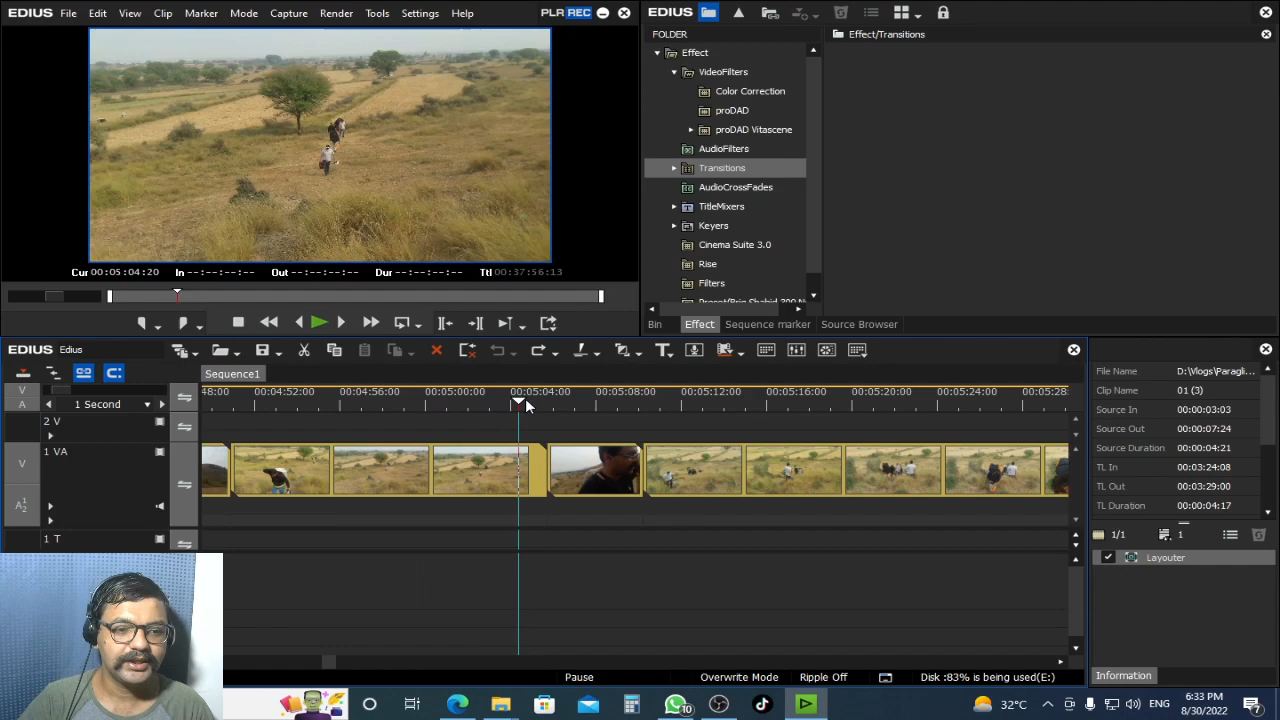 EDIUS File Edit View Clip Marker Mode Capture Render Tools Settings Help PLR REC
EDIUS
FOLDER
Effect/Transitions
Effect
VideoFilters
Color Correction
proDAD
proDAD Vitascene
AudioFilters
Transitions
AudioCrossFades
TitleMixers
Keyers
Cinema Suite 3.0
Rise
Filters
Bin Effect Sequence marker Source Browser
Cur 00:05:04:20 In --:--:--:-- Out --:--:--:-- Dur --:--:--:-- Ttl 00:37:56:13
EDIUS Edius
Sequence1
V
A
1 Second
48:00 00:04:52:00 00:04:56:00 00:05:00:00 00:05:04:00 00:05:08:00 00:05:12:00 00:05:16:00 00:05:20:00 00:05:24:00 00:05:28:
2 V
V
1 VA
A 1 2
1 T
File Name D:\Vlogs\Paragli...
Clip Name 01 (3)
Source In 00:00:03:03
Source Out 00:00:07:24
Source Duration 00:00:04:21
TL In 00:03:24:08
TL Out 00:03:29:00
TL Duration 00:00:04:17
1/1 1
Layouter
Information
Pause Overwrite Mode Ripple Off Disk :83% is being used(E:)
10
32°C ENG
6:33 PM
8/30/2022
7